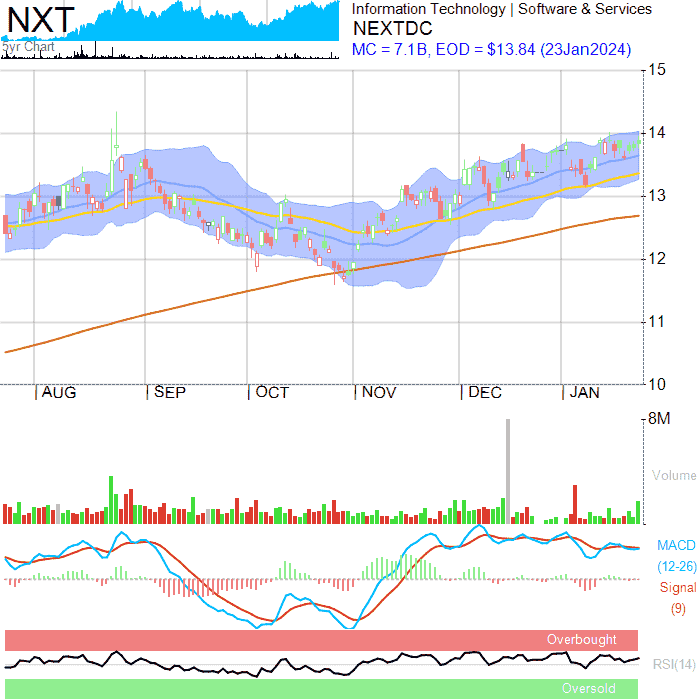 NXT
5yr Chart
Information Technology | Software & Services
NEXTDC
MC = 7.1B, EOD = $13.84 (23Jan2024)
15
14
13
12
11
10
| AUG | SEP | OCT | NOV | DEC | JAN
8M
Volume
MACD
(12-26)
Signal
(9)
Overbought
RSI(14)
Oversold